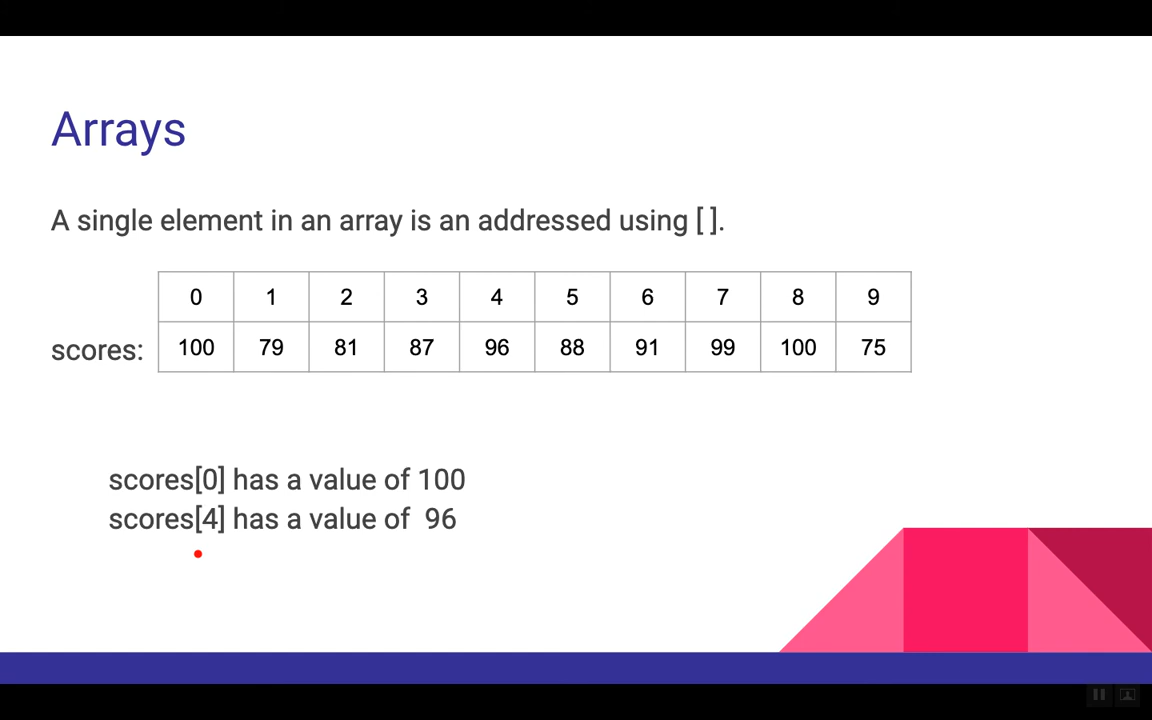 Arrays
A single element in an array is an addressed using [ ].
0 1 2 3 4 5 6 7 8 9
scores: 100 79 81 87 96 88 91 99 100 75
scores[0] has a value of 100
scores[4] has a value of  96